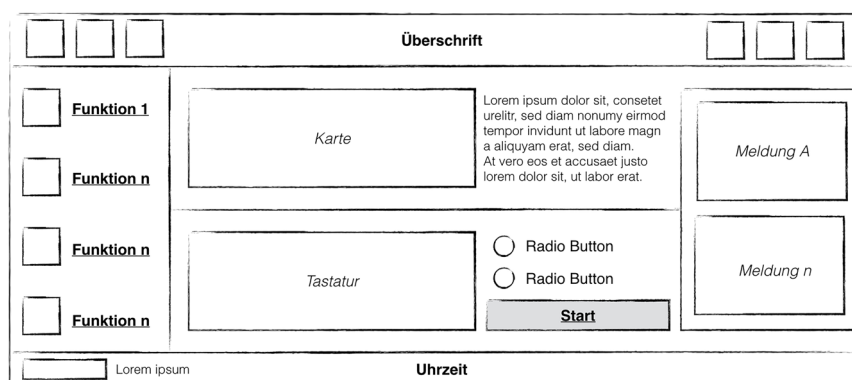 Überschrift
Funktion 1
Funktion n
Funktion n
Funktion n
Karte
Lorem ipsum dolor sit, consetet
urelitr, sed diam nonumy eirmod
tempor invidunt ut labore magn
a aliquyam erat, sed diam.
At vero eos et accusaet justo
lorem dolor sit, ut labor erat.
Tastatur
Radio Button
Radio Button
Start
Meldung A
Meldung n
Lorem ipsum
Uhrzeit